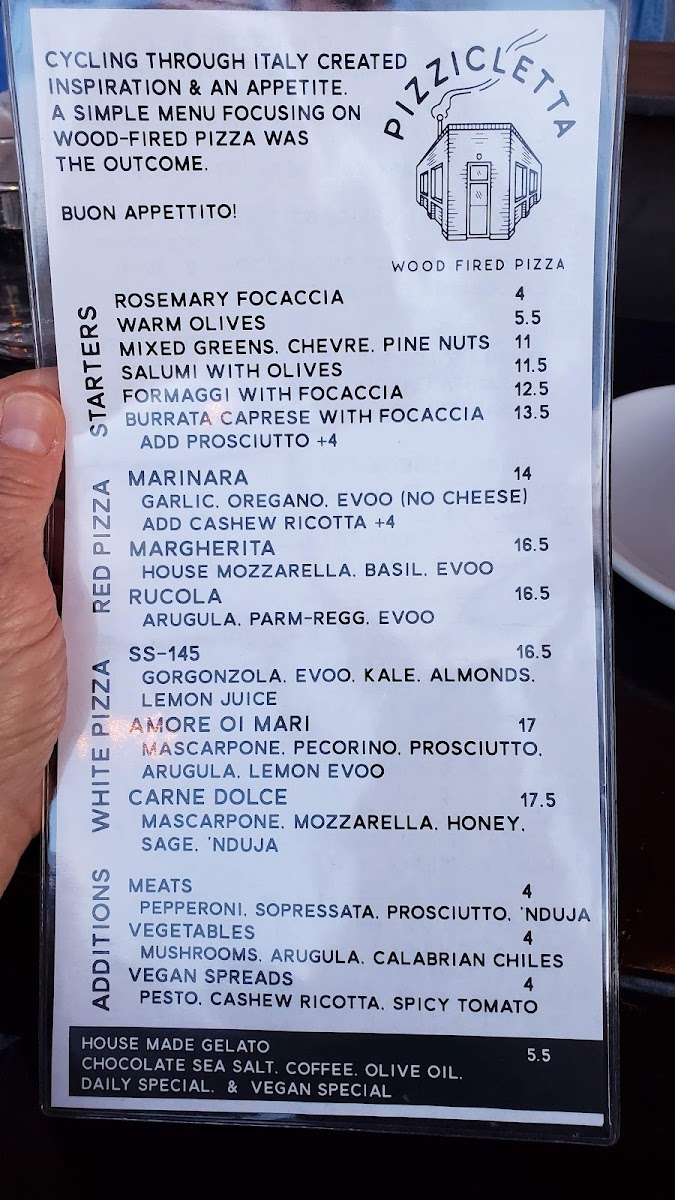 CYCLING THROUGH ITALY CREATED
INSPIRATION & AN APPETITE.
A SIMPLE MENU FOCUSING ON
WOOD-FIRED PIZZA WAS
THE OUTCOME.
BUON APPETTITO!
PIZZICLETTA
WOOD FIRED PIZZA
STARTERS
ROSEMARY FOCACCIA 4
WARM OLIVES 5.5
MIXED GREENS, CHEVRE, PINE NUTS 11
SALUMI WITH OLIVES 11.5
FORMAGGI WITH FOCACCIA 12.5
BURRATA CAPRESE WITH FOCACCIA 13.5
ADD PROSCIUTTO +4
RED PIZZA
MARINARA 14
GARLIC, OREGANO, EVOO (NO CHEESE)
ADD CASHEW RICOTTA +4
MARGHERITA 16.5
HOUSE MOZZARELLA, BASIL, EVOO
RUCOLA 16.5
ARUGULA, PARM-REGG, EVOO
WHITE PIZZA
SS-145 16.5
GORGONZOLA, EVOO, KALE, ALMONDS,
LEMON JUICE
AMORE OI MARI 17
MASCARPONE, PECORINO, PROSCIUTTO,
ARUGULA, LEMON EVOO
CARNE DOLCE 17.5
MASCARPONE, MOZZARELLA, HONEY,
SAGE, 'NDUJA
ADDITIONS
MEATS 4
PEPPERONI, SOPRESSATA, PROSCIUTTO, 'NDUJA
VEGETABLES 4
MUSHROOMS, ARUGULA, CALABRIAN CHILES
VEGAN SPREADS 4
PESTO, CASHEW RICOTTA, SPICY TOMATO
HOUSE MADE GELATO 5.5
CHOCOLATE SEA SALT, COFFEE, OLIVE OIL,
DAILY SPECIAL, & VEGAN SPECIAL